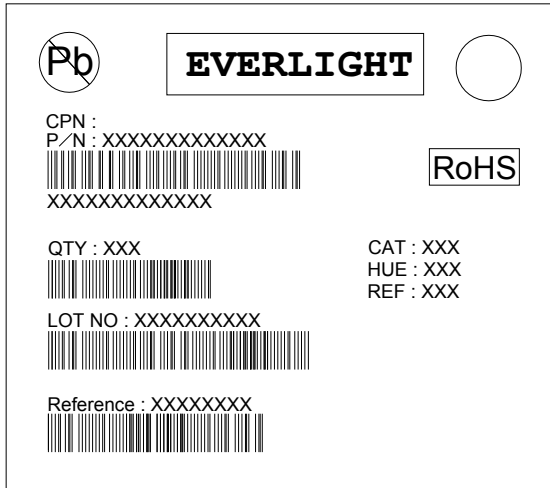 Pb
EVERLIGHT
CPN :
P/N : XXXXXXXXXXXXX
RoHS
XXXXXXXXXXXXX
QTY : XXX
CAT : XXX
HUE : XXX
REF : XXX
LOT NO : XXXXXXXXXX
Reference : XXXXXXXX